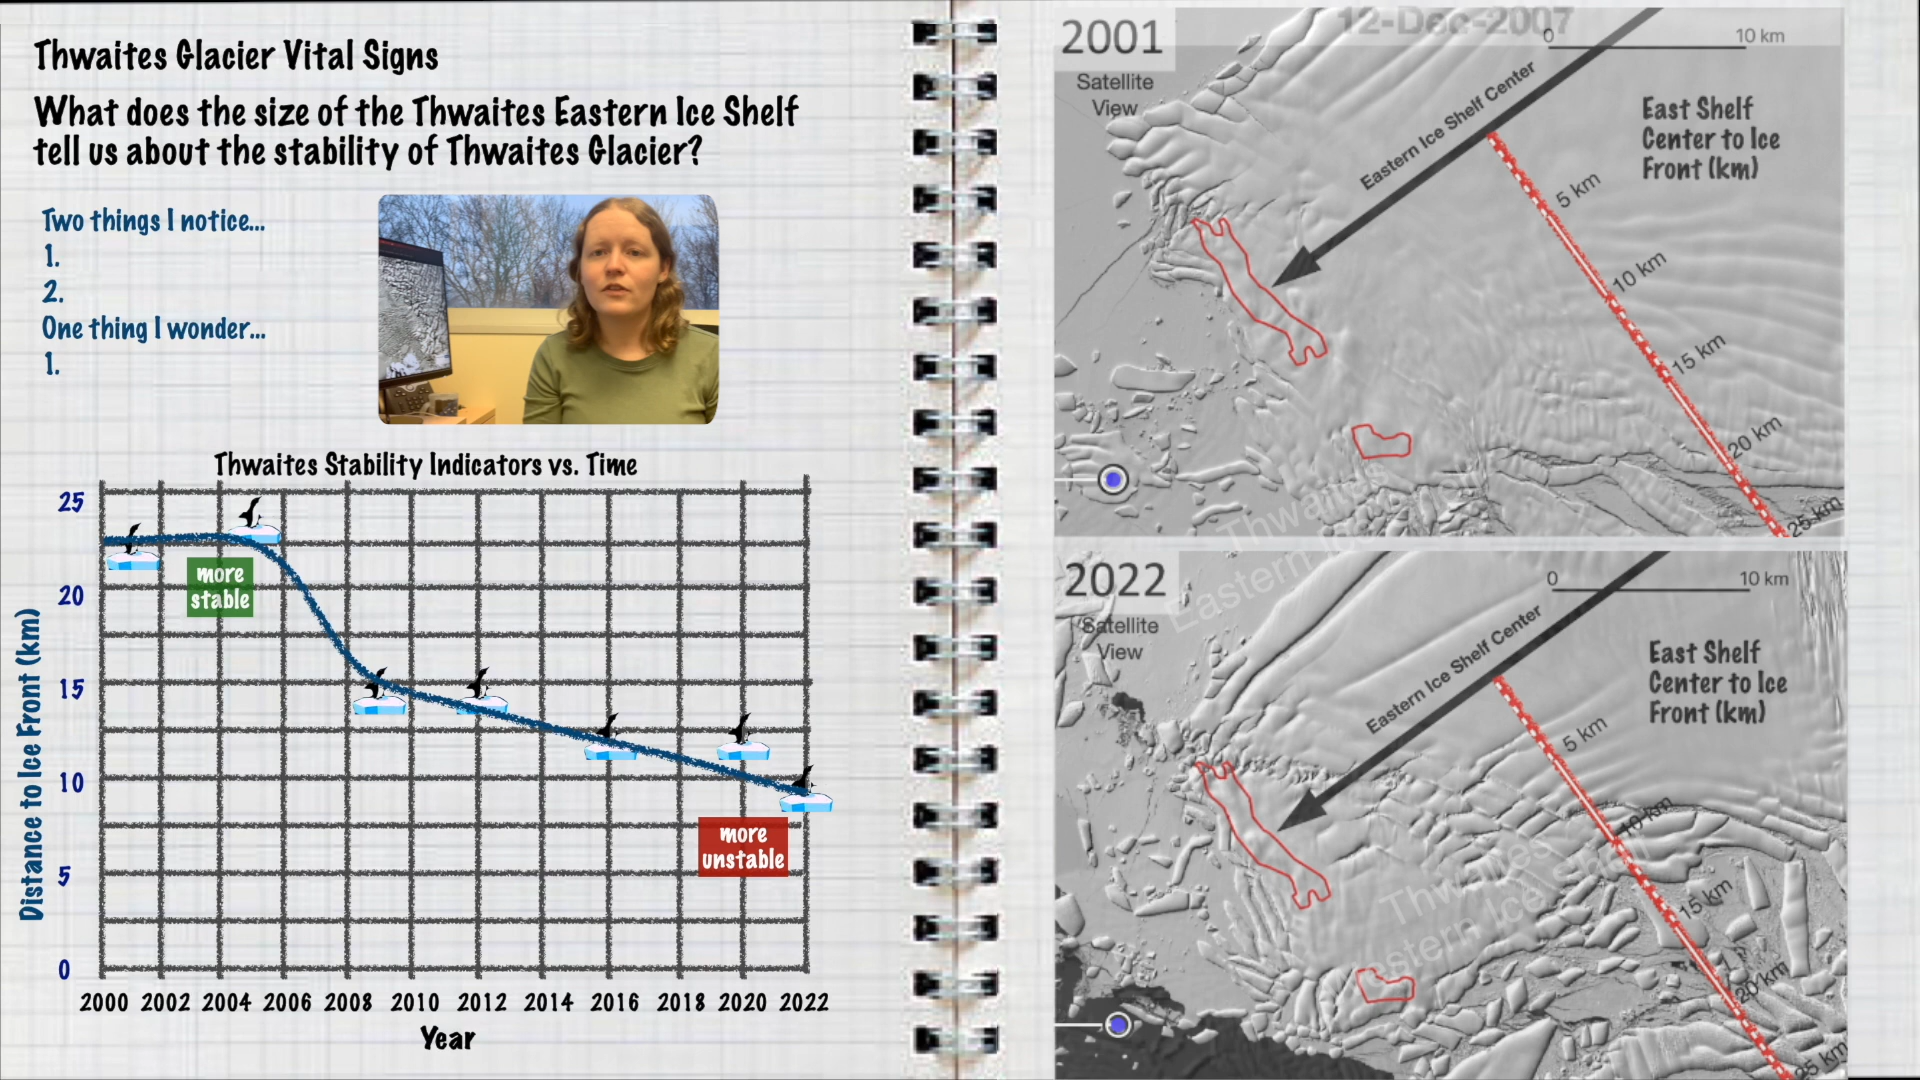 Thwaites Glacier Vital Signs
What does the size of the Thwaites Eastern Ice Shelf
tell us about the stability of Thwaites Glacier?
Two things I notice...
1.
2.
One thing I wonder...
1.
Thwaites Stability Indicators vs. Time
Distance to Ice Front (km)
25
20
15
10
5
0
more
stable
more
unstable
2000 2002 2004 2006 2008 2010 2012 2014 2016 2018 2020 2022
Year
2001
Satellite
View
12-Dec-2007
0 10 km
Eastern Ice Shelf Center
East Shelf
Center to Ice
Front (km)
5 km
10 km
15 km
20 km
25 km
Thwaites
Eastern Ice
2022
Satellite
View
0 10 km
Eastern Ice Shelf Center
East Shelf
Center to Ice
Front (km)
5 km
10 km
15 km
20 km
25 km
Thwaites
Eastern Ice